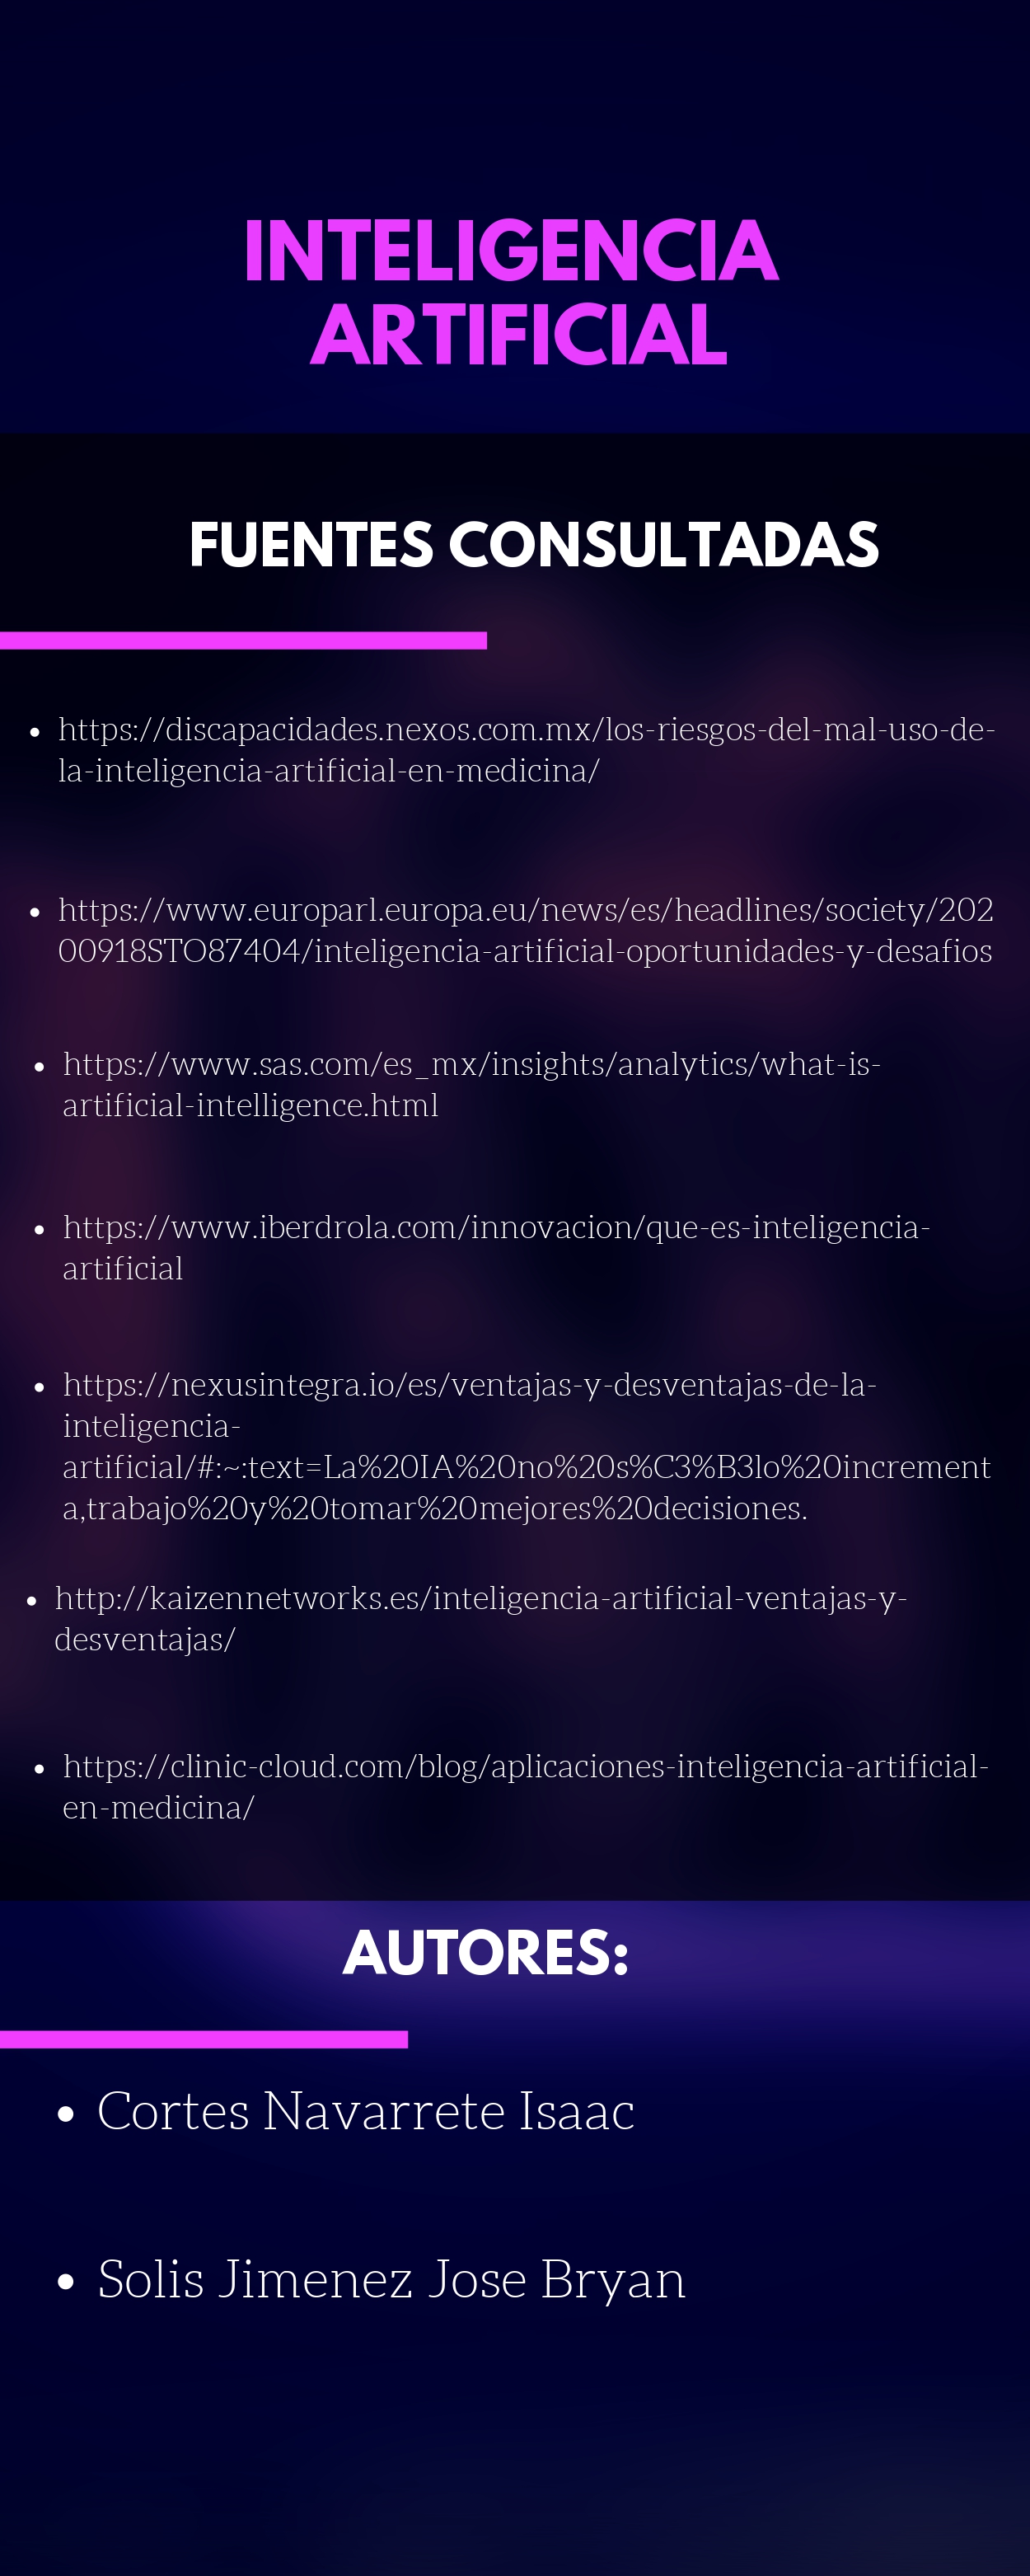 INTELIGENCIA
ARTIFICIAL
FUENTES CONSULTADAS
• https://discapacidades.nexos.com.mx/los-riesgos-del-mal-uso-de-
la-inteligencia-artificial-en-medicina/
• https://www.europarl.europa.eu/news/es/headlines/society/202
00918STO87404/inteligencia-artificial-oportunidades-y-desafios
• https://www.sas.com/es_mx/insights/analytics/what-is-
artificial-intelligence.html
• https://www.iberdrola.com/innovacion/que-es-inteligencia-
artificial
• https://nexusintegra.io/es/ventajas-y-desventajas-de-la-
inteligencia-
artificial/#:~:text=La%20IA%20no%20s%C3%B3lo%20increment
a,trabajo%20y%20tomar%20mejores%20decisiones.
• http://kaizennetworks.es/inteligencia-artificial-ventajas-y-
desventajas/
• https://clinic-cloud.com/blog/aplicaciones-inteligencia-artificial-
en-medicina/
AUTORES:
• Cortes Navarrete Isaac
• Solis Jimenez Jose Bryan